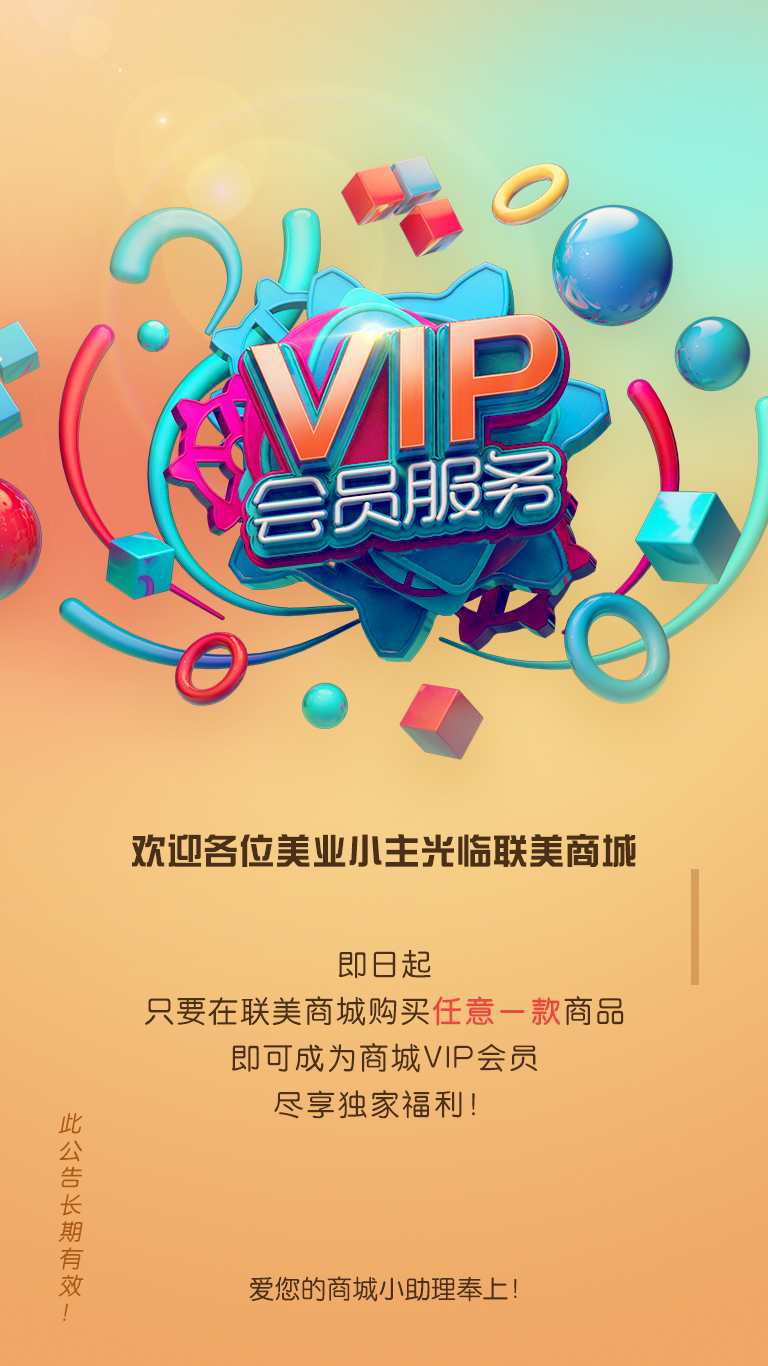 VIP
会员服务
欢迎各位美业小主光临联美商城
即日起
只要在联美商城购买任意一款商品
即可成为商城VIP会员
尽享独家福利！
此公告长期有效！
爱您的商城小助理奉上！